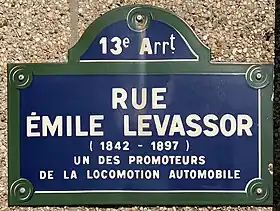 13e Arrt
RUE
ÉMILE LEVASSOR
( 1842 - 1897 )
UN DES PROMOTEURS
DE LA LOCOMOTION AUTOMOBILE